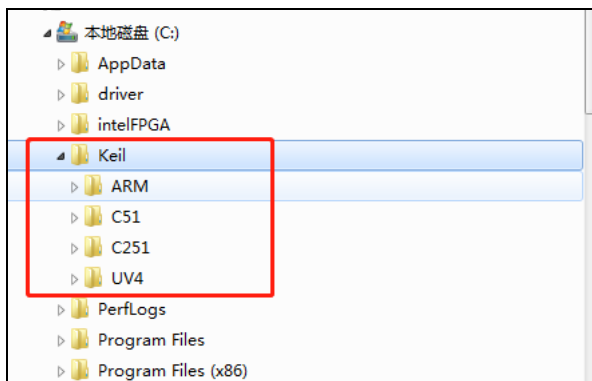 本地磁盘 (C:)
AppData
driver
intelFPGA
Keil
ARM
C51
C251
UV4
PerfLogs
Program Files
Program Files (x86)